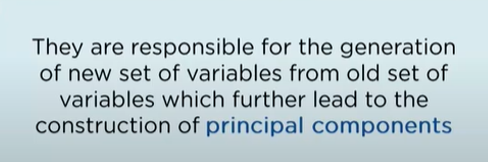 They are responsible for the generation
of new set of variables from old set of
variables which further lead to the
construction of principal components